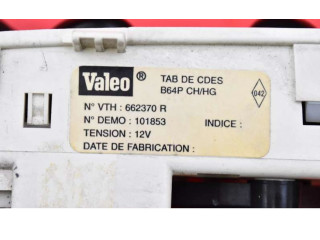 Valeo ® TAB DE CDES
B64P CH/HG
042
N° VTH : 662370 R
N° DEMO : 101853 INDICE :
TENSION : 12V
DATE DE FABRICATION :